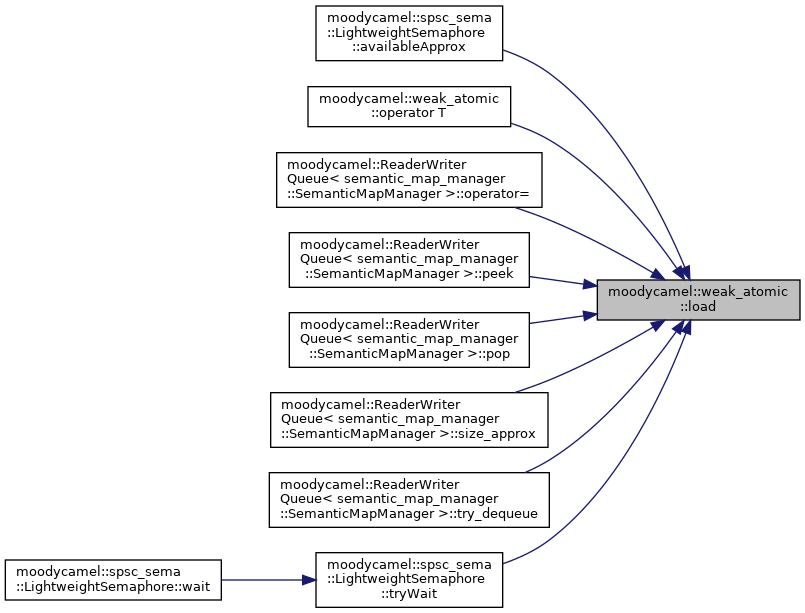 moodycamel::spsc_sema
::LightweightSemaphore
::availableApprox
moodycamel::weak_atomic
::operator T
moodycamel::ReaderWriter
Queue< semantic_map_manager
::SemanticMapManager >::operator=
moodycamel::ReaderWriter
Queue< semantic_map_manager
::SemanticMapManager >::peek
moodycamel::weak_atomic
::load
moodycamel::ReaderWriter
Queue< semantic_map_manager
::SemanticMapManager >::pop
moodycamel::ReaderWriter
Queue< semantic_map_manager
::SemanticMapManager >::size_approx
moodycamel::ReaderWriter
Queue< semantic_map_manager
::SemanticMapManager >::try_dequeue
moodycamel::spsc_sema
::LightweightSemaphore::wait
moodycamel::spsc_sema
::LightweightSemaphore
::tryWait